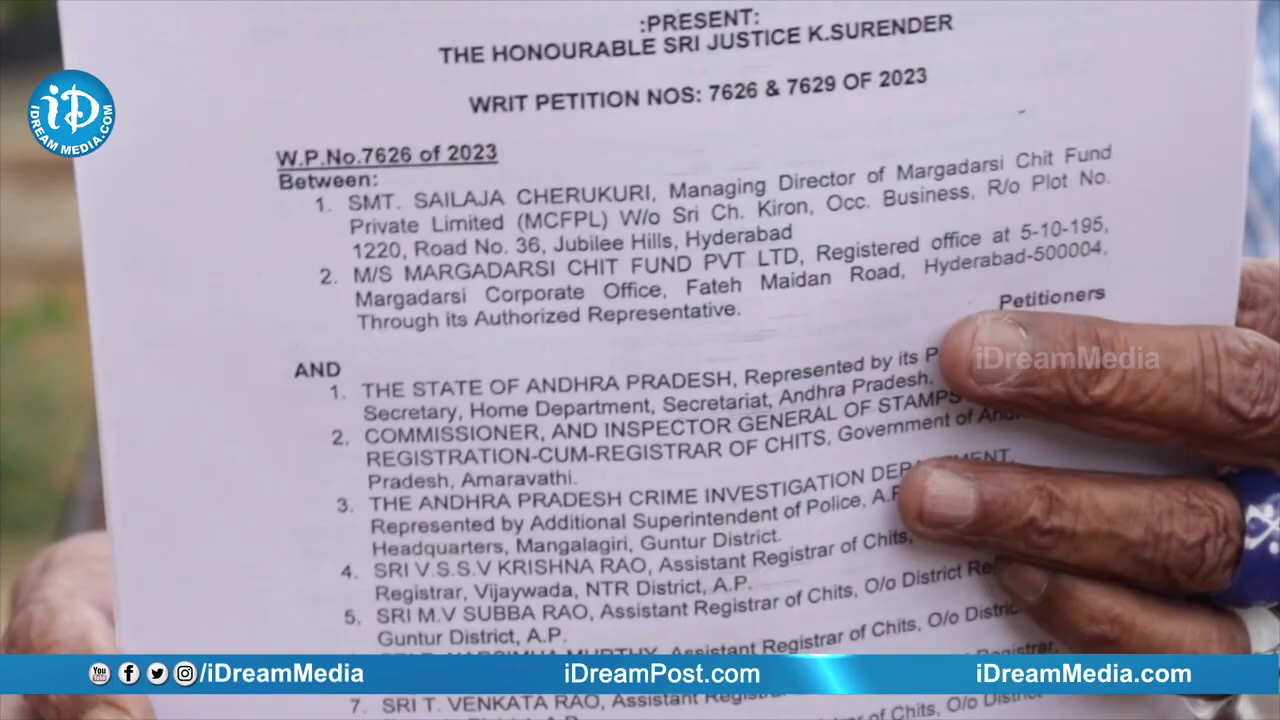 :PRESENT:
THE HONOURABLE SRI JUSTICE K.SURENDER
WRIT PETITION NOS: 7626 & 7629 OF 2023
iD
IDREAM MEDIA.COM
W.P.No.7626 of 2023
Between:
1. SMT. SAILAJA CHERUKURI, Managing Director of Margadarsi Chit Fund
Private Limited (MCFPL) W/o Sri Ch. Kiron, Occ. Business, R/o Plot No.
1220, Road No. 36, Jubilee Hills, Hyderabad
2. M/S MARGADARSI CHIT FUND PVT LTD, Registered office at 5-10-195,
Margadarsi Corporate Office, Fateh Maidan Road, Hyderabad-500004,
Through its Authorized Representative.
Petitioners
iDreamMedia
AND
1. THE STATE OF ANDHRA PRADESH, Represented by its
Secretary, Home Department, Secretariat, Andhra Pradesh.
2. COMMISSIONER, AND INSPECTOR GENERAL OF STAMPS
REGISTRATION-CUM-REGISTRAR OF CHITS, Government of
Pradesh, Amaravathi.
3. THE ANDHRA PRADESH CRIME INVESTIGATION DEPARTMENT,
Represented by Additional Superintendent of Police,
Headquarters, Mangalagiri, Guntur District.
4. SRI V.S.S.V KRISHNA RAO, Assistant Registrar of Chits,
Registrar, Vijaywada, NTR District, A.P.
5. SRI M.V SUBBA RAO, Assistant Registrar of Chits, O/o District
Guntur District, A.P.
Assistant Registrar of Chits, O/o
7. SRI T. VENKATA RAO, Assistant
of Chits, O/o
You Tube /iDreamMedia
iDreamPost.com
iDreamMedia.com